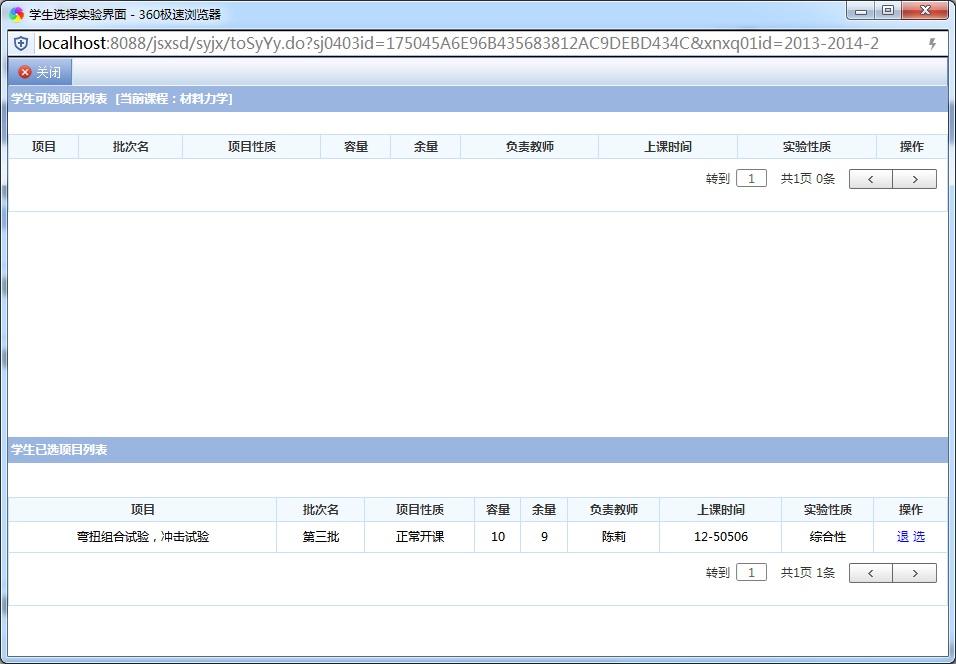 学生选择实验界面 - 360极速浏览器
localhost:8088/jsxsd/syjx/toSyYy.do?sj0403id=175045A6E96B435683812AC9DEBD434C&xnxq01id=2013-2014-2
关闭
学生可选项目列表 [当前课程：材料力学]
项目 批次名 项目性质 容量 余量 负责教师 上课时间 实验性质 操作
转到 1 共1页 0条 < >
学生已选项目列表
项目 批次名 项目性质 容量 余量 负责教师 上课时间 实验性质 操作
弯扭组合试验，冲击试验 第三批 正常开课 10 9 陈莉 12-50506 综合性 退 选
转到 1 共1页 1条 < >